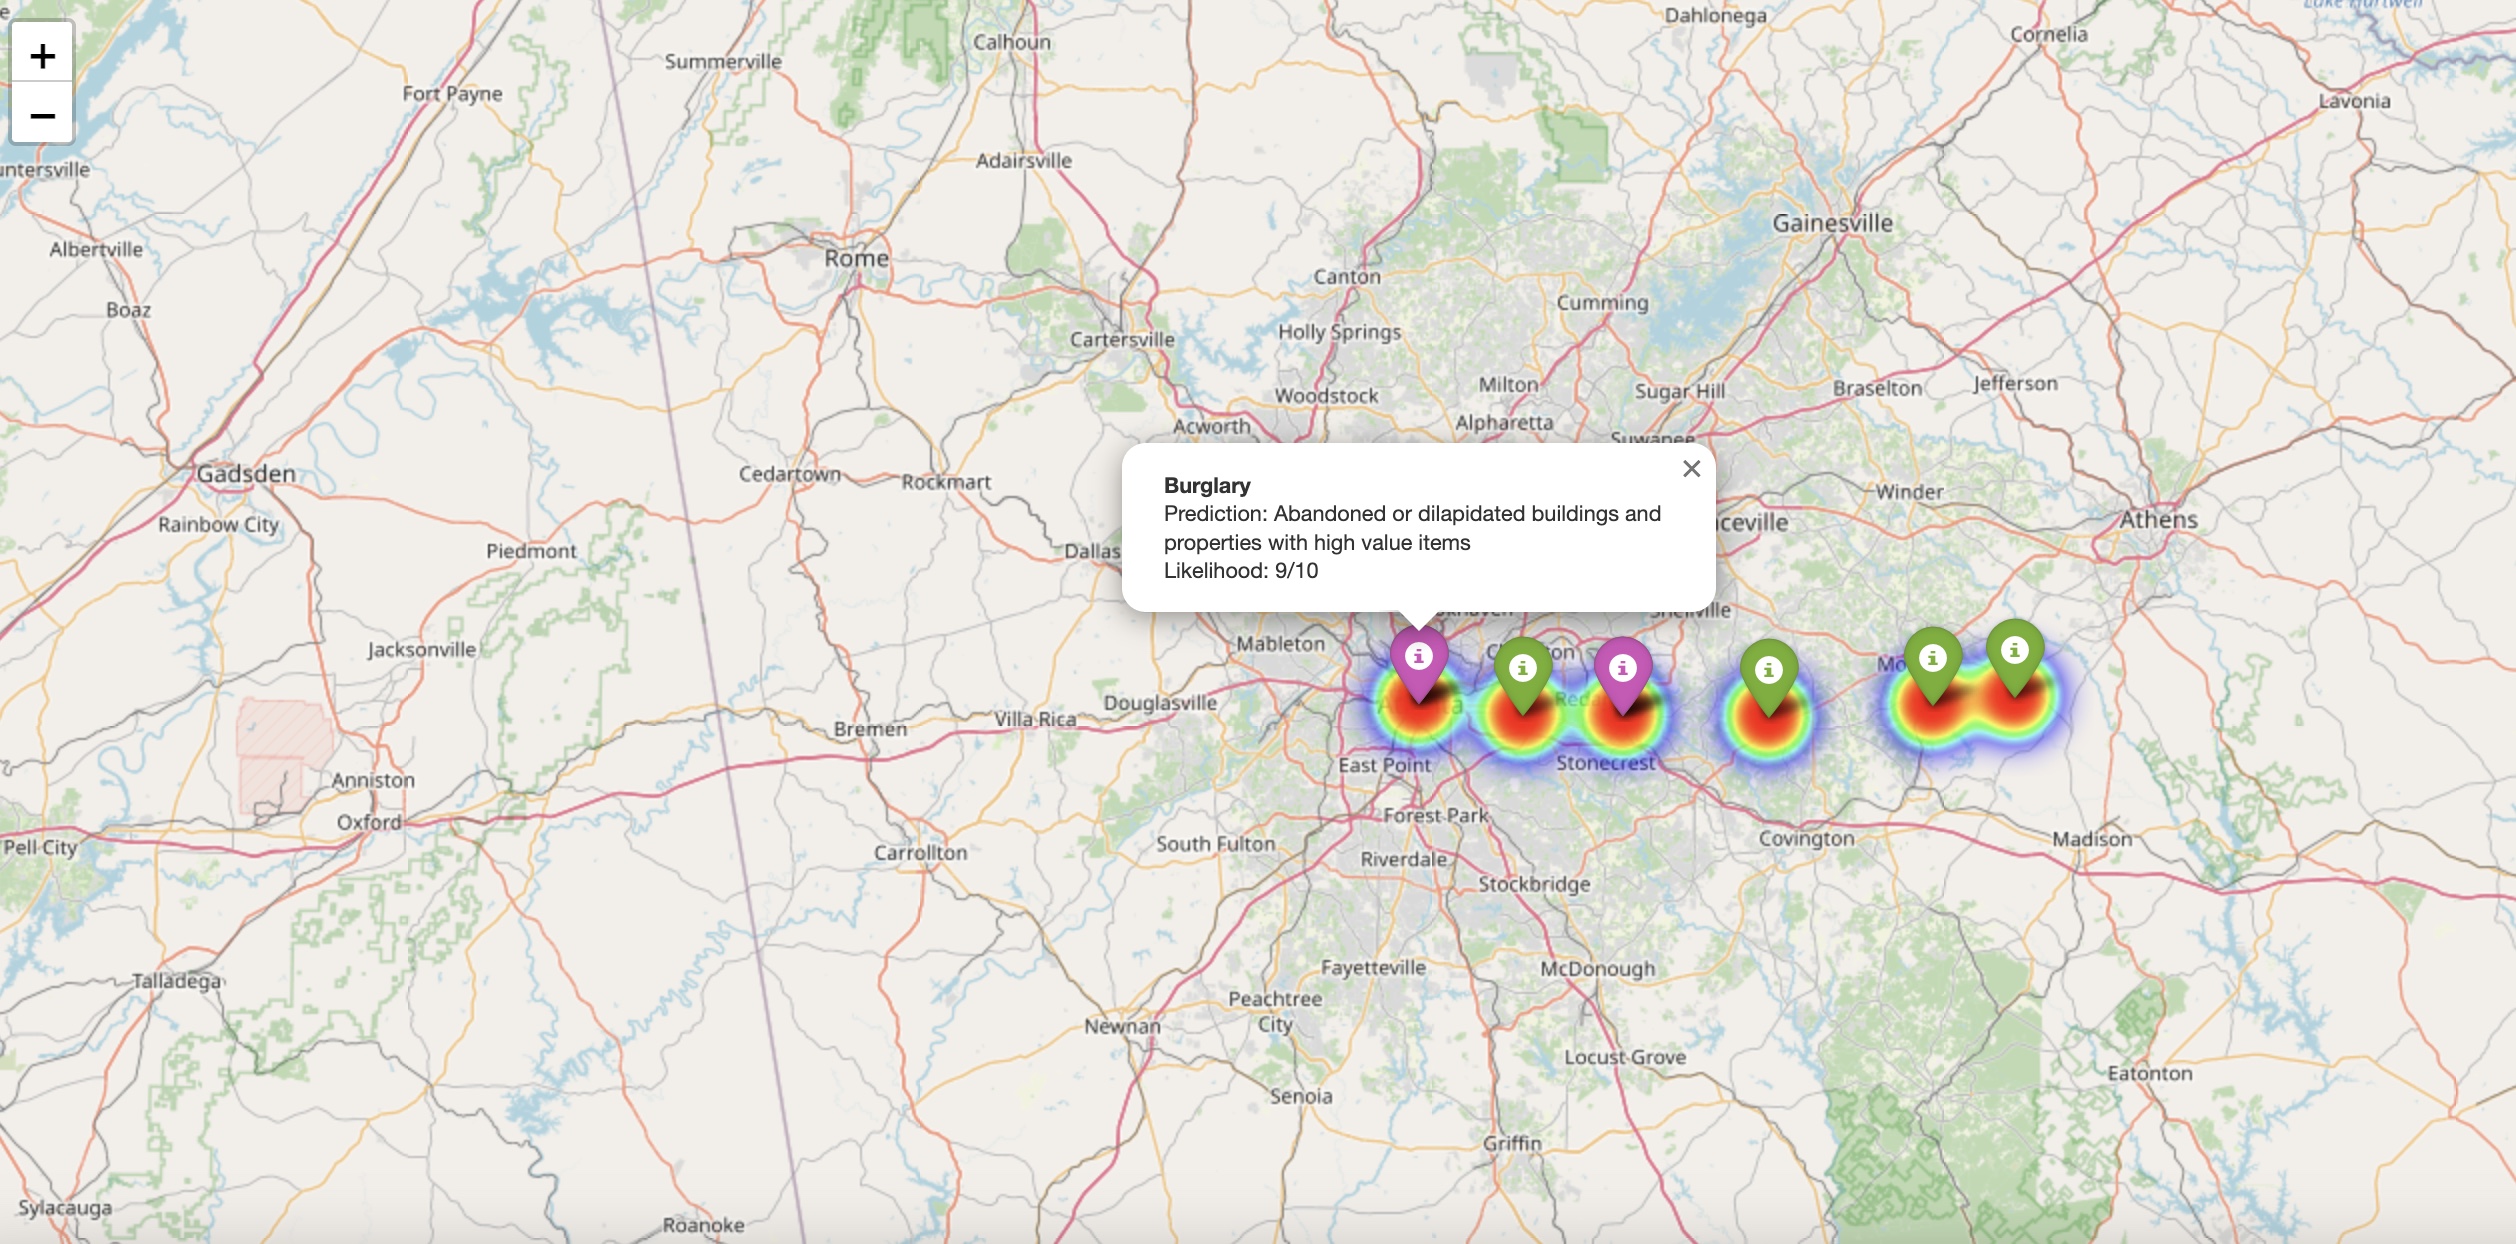 Lake Hartwell
Dahlonega
Cornelia
Calhoun
Summerville
Fort Payne
Lavonia
Adairsville
Albertville
Gainesville
Rome
Canton
Cumming
Boaz
Holly Springs
Cartersville
Milton
Sugar Hill
Braselton
Jefferson
Woodstock
Alpharetta
Acworth
Suwanee
Gadsden
Cedartown
Rockmart
Winder
Rainbow City
Athens
Piedmont
Dallas
Burglary
Prediction: Abandoned or dilapidated buildings and
properties with high value items
Likelihood: 9/10
Mableton
Jacksonville
Douglasville
Villa Rica
Bremen
East Point
Stonecrest
Anniston
Oxford
Forest Park
Covington
Madison
Pell City
South Fulton
Carrollton
Riverdale
Stockbridge
Fayetteville
McDonough
Talladega
Peachtree
City
Newnan
Locust Grove
Eatonton
Senoia
Griffin
Sylacauga
Roanoke